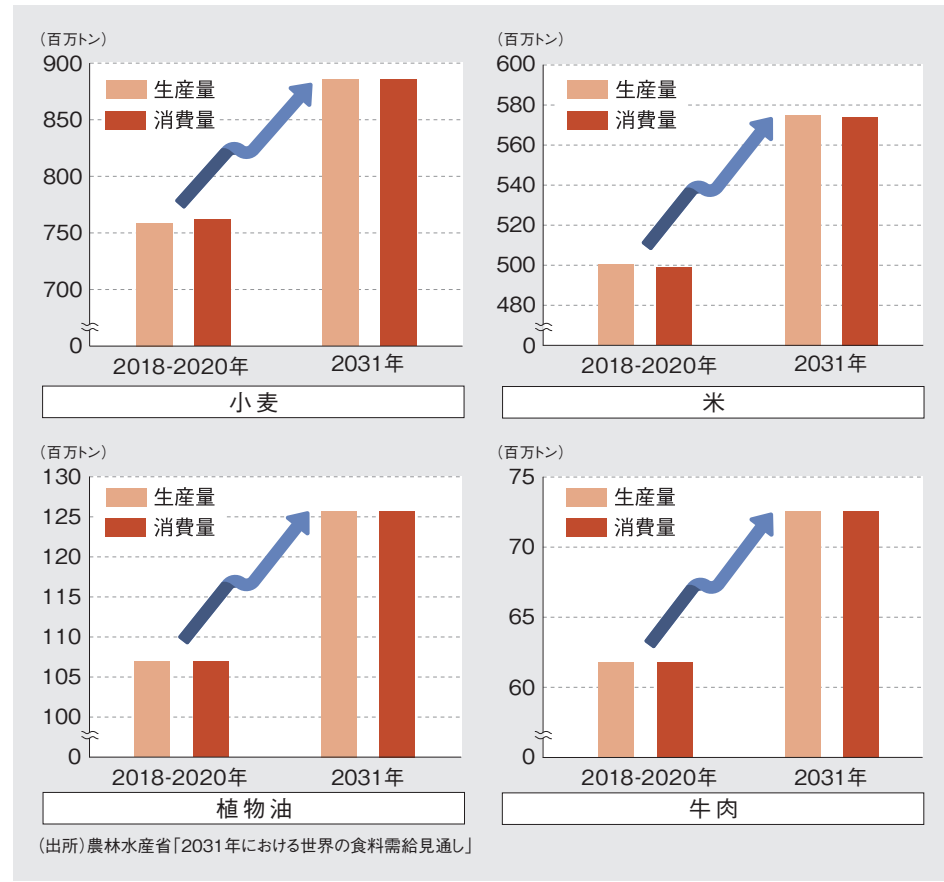 (百万トン)
900
850
800
750
700
0
生産量
消費量
2018-2020年
2031年
小麦
(百万トン)
600
580
560
540
520
500
480
0
生産量
消費量
2018-2020年
2031年
米
(百万トン)
130
125
120
115
110
105
100
0
生産量
消費量
2018-2020年
2031年
植物油
(百万トン)
75
70
65
60
0
生産量
消費量
2018-2020年
2031年
牛肉
(出所)農林水産省「2031年における世界の食料需給見通し」